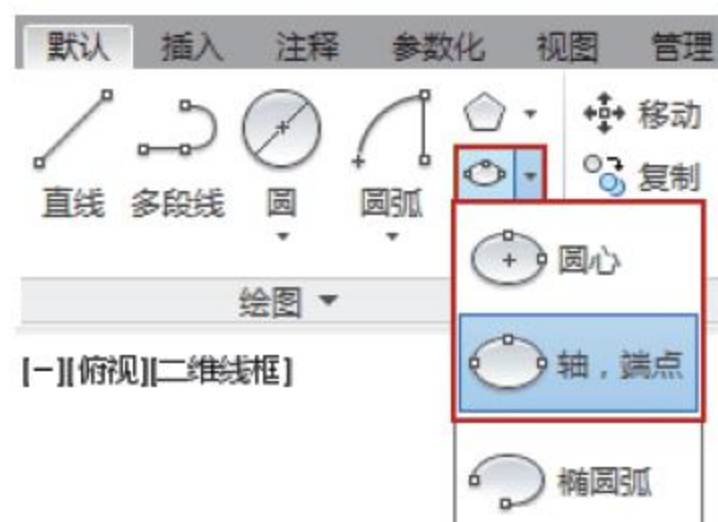 默认 插入 注释 参数化 视图 管理
移动
复制
直线 多段线 圆 圆弧
圆心
绘图
轴，端点
[-][俯视][二维线框]
椭圆弧